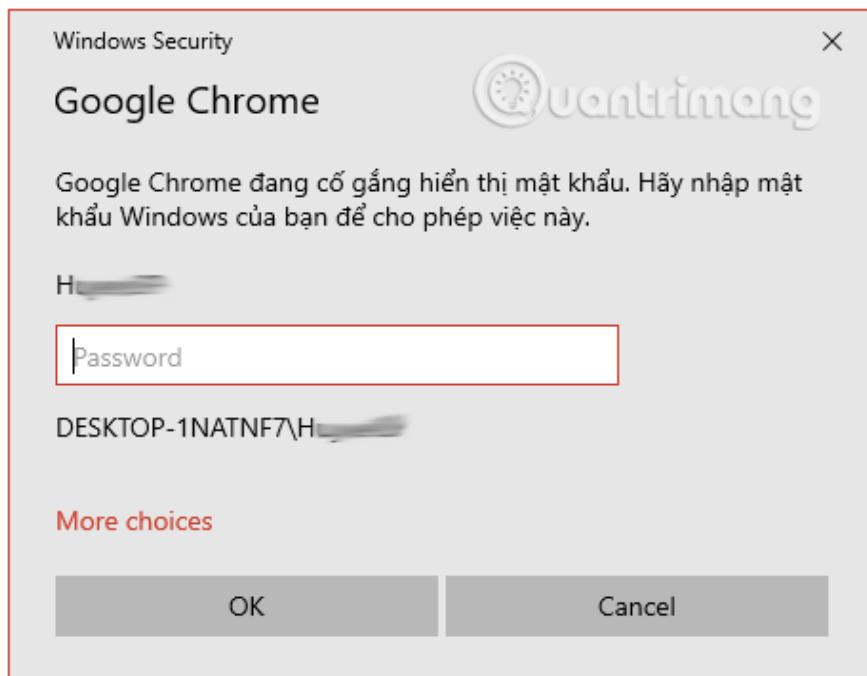 Windows Security
Google Chrome
Quantrimang
Google Chrome đang cố gắng hiển thị mật khẩu. Hãy nhập mật
khẩu Windows của bạn để cho phép việc này.
H
Password
DESKTOP-1NATNF7\H
More choices
OK Cancel